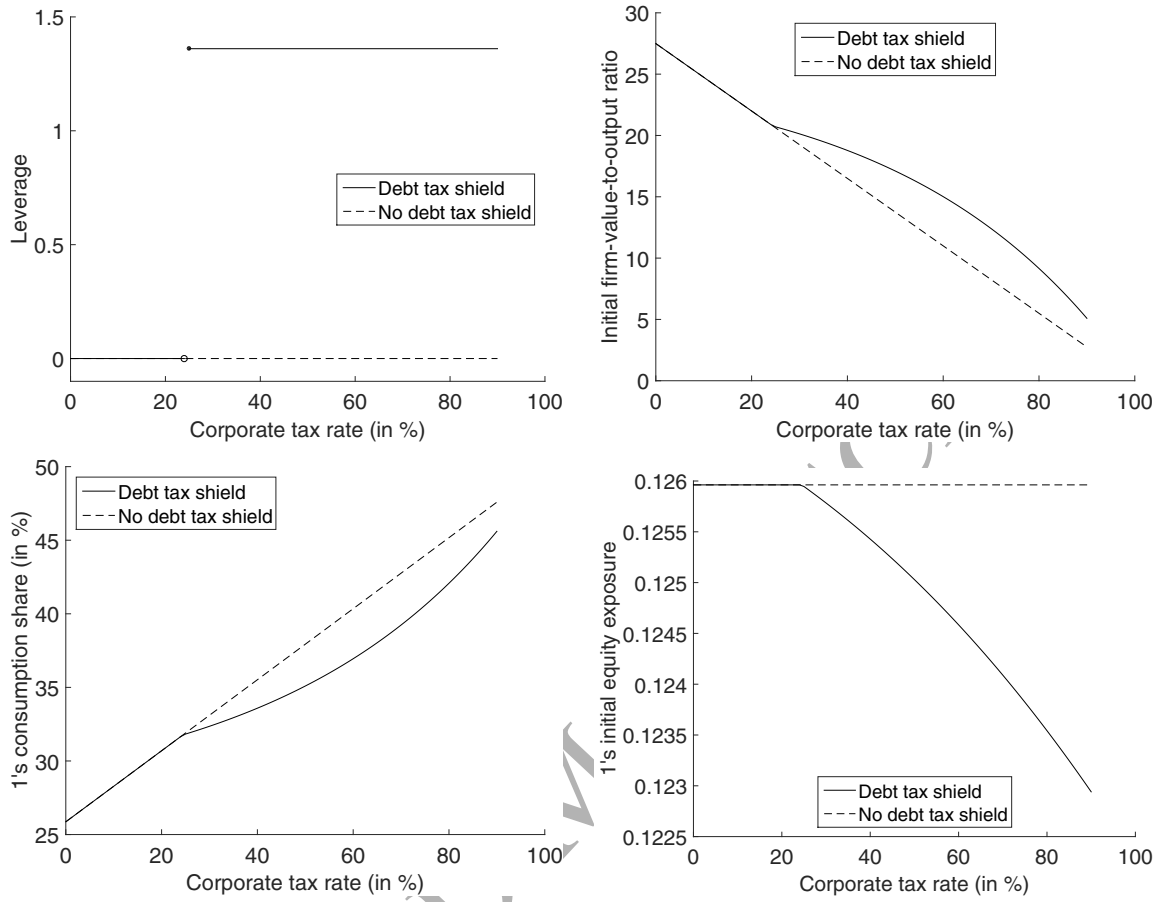 1.5
1
0.5
0
Leverage
Debt tax shield
No debt tax shield
0 20 40 60 80 100
Corporate tax rate (in %)
30
25
20
15
10
5
0
Initial firm-value-to-output ratio
Debt tax shield
No debt tax shield
0 20 40 60 80 100
Corporate tax rate (in %)
50
45
40
35
30
25
1's consumption share (in %)
Debt tax shield
No debt tax shield
0 20 40 60 80 100
Corporate tax rate (in %)
0.126
0.1255
0.125
0.1245
0.124
0.1235
0.123
0.1225
1's initial equity exposure
Debt tax shield
No debt tax shield
0 20 40 60 80 100
Corporate tax rate (in %)